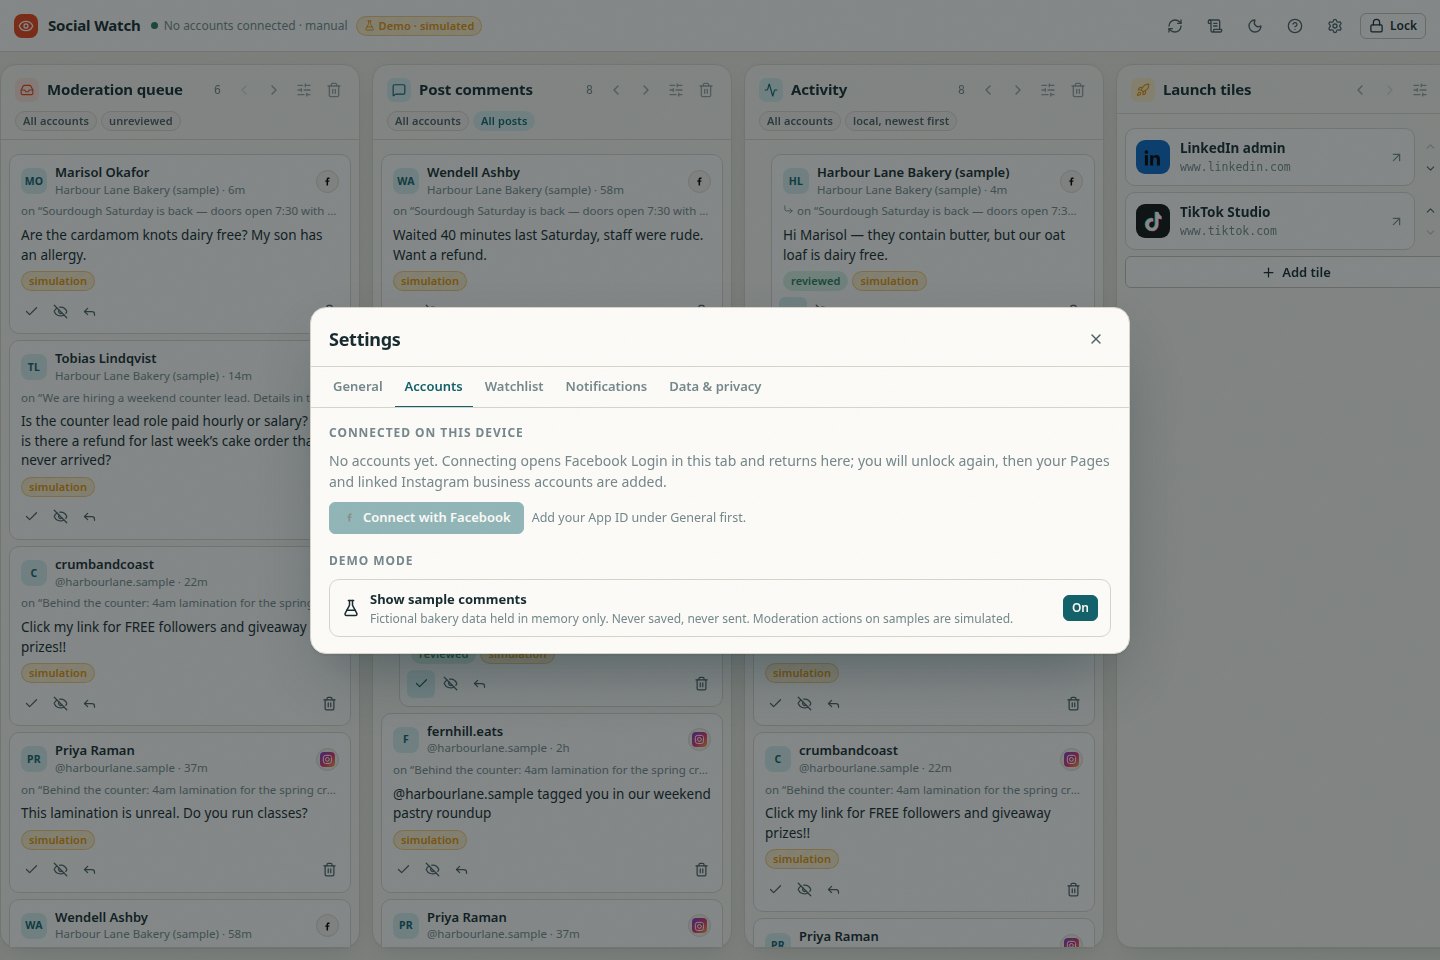 Social Watch
No accounts connected · manual
Demo · simulated
Lock
Moderation queue
6
All accounts
unreviewed
MO
Marisol Okafor
Harbour Lane Bakery (sample) · 6m
on “Sourdough Saturday is back — doors open 7:30 with ...
Are the cardamom knots dairy free? My son has
an allergy.
simulation
TL
Tobias Lindqvist
Harbour Lane Bakery (sample) · 14m
on “We are hiring a weekend counter lead. Details in t
Is the counter lead role paid hourly or salary?
is there a refund for last week’s cake order tha
never arrived?
simulation
C
crumbandcoast
@harbourlane.sample · 22m
on “Behind the counter: 4am lamination for the spring
Click my link for FREE followers and giveaway
prizes!!
simulation
PR
Priya Raman
@harbourlane.sample · 37m
on “Behind the counter: 4am lamination for the spring cr...
This lamination is unreal. Do you run classes?
simulation
WA
Wendell Ashby
Harbour Lane Bakery (sample) · 58m
Post comments
8
All accounts
All posts
WA
Wendell Ashby
Harbour Lane Bakery (sample) · 58m
on “Sourdough Saturday is back — doors open 7:30 with ...
Waited 40 minutes last Saturday, staff were rude.
Want a refund.
simulation
reviewed
simulation
F
fernhill.eats
@harbourlane.sample · 2h
on “Behind the counter: 4am lamination for the spring cr...
@harbourlane.sample tagged you in our weekend
pastry roundup
simulation
PR
Priya Raman
@harbourlane.sample · 37m
Activity
8
All accounts
local, newest first
HL
Harbour Lane Bakery (sample)
Harbour Lane Bakery (sample) · 4m
on “Sourdough Saturday is back — doors open 7:3...
Hi Marisol — they contain butter, but our oat
loaf is dairy free.
reviewed
simulation
simulation
C
crumbandcoast
@harbourlane.sample · 22m
on “Behind the counter: 4am lamination for the spring cr...
Click my link for FREE followers and giveaway
prizes!!
simulation
PR
Priya Raman
Launch tiles
LinkedIn admin
www.linkedin.com
TikTok Studio
www.tiktok.com
Add tile
Settings
General
Accounts
Watchlist
Notifications
Data & privacy
CONNECTED ON THIS DEVICE
No accounts yet. Connecting opens Facebook Login in this tab and returns here; you will unlock again, then your Pages
and linked Instagram business accounts are added.
Connect with Facebook
Add your App ID under General first.
DEMO MODE
Show sample comments
Fictional bakery data held in memory only. Never saved, never sent. Moderation actions on samples are simulated.
On